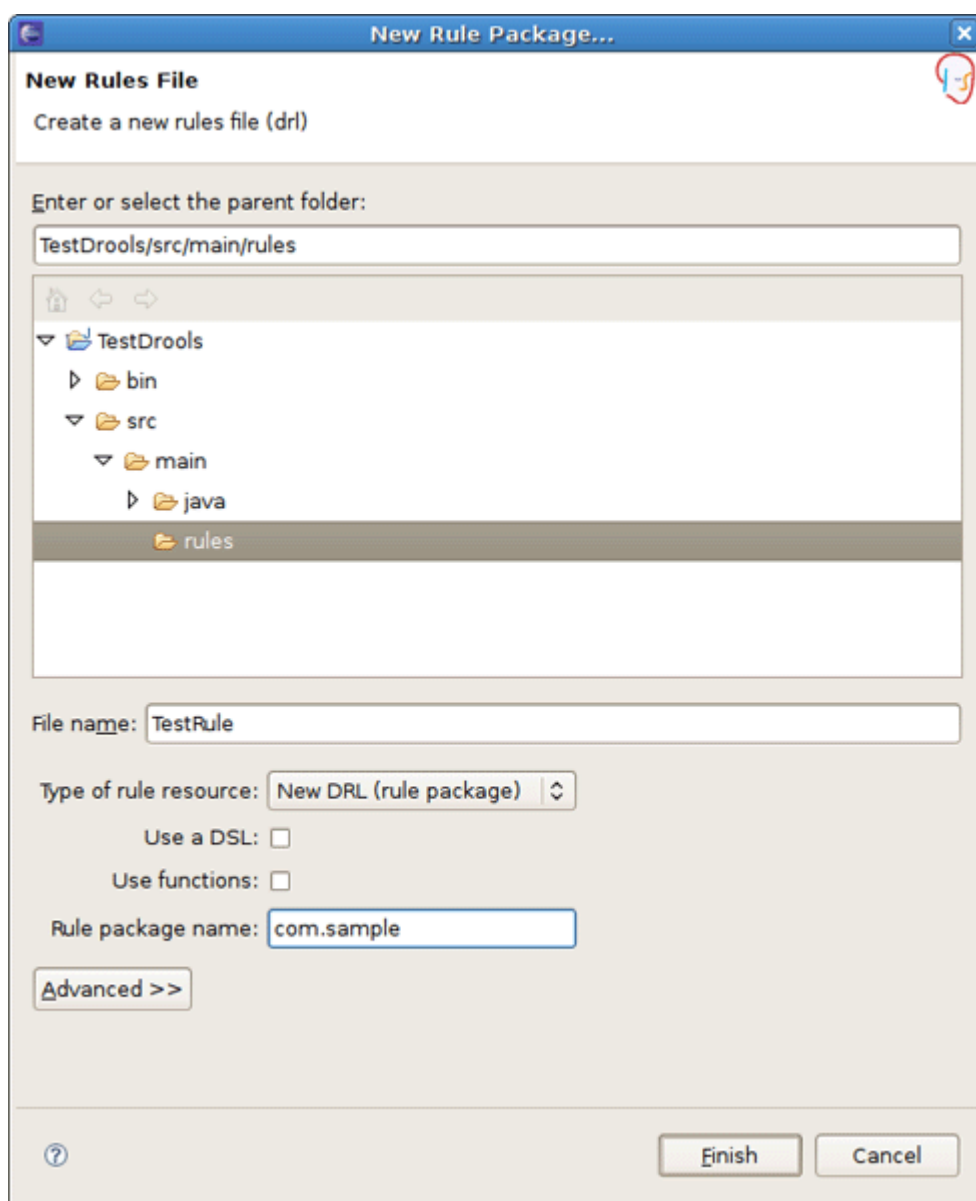 New Rule Package...
New Rules File
Create a new rules file (drl)
Enter or select the parent folder:
TestDrools/src/main/rules
TestDrools
bin
src
main
java
rules
File name: TestRule
Type of rule resource: New DRL (rule package)
Use a DSL:
Use functions:
Rule package name: com.sample
Advanced >>
Finish Cancel